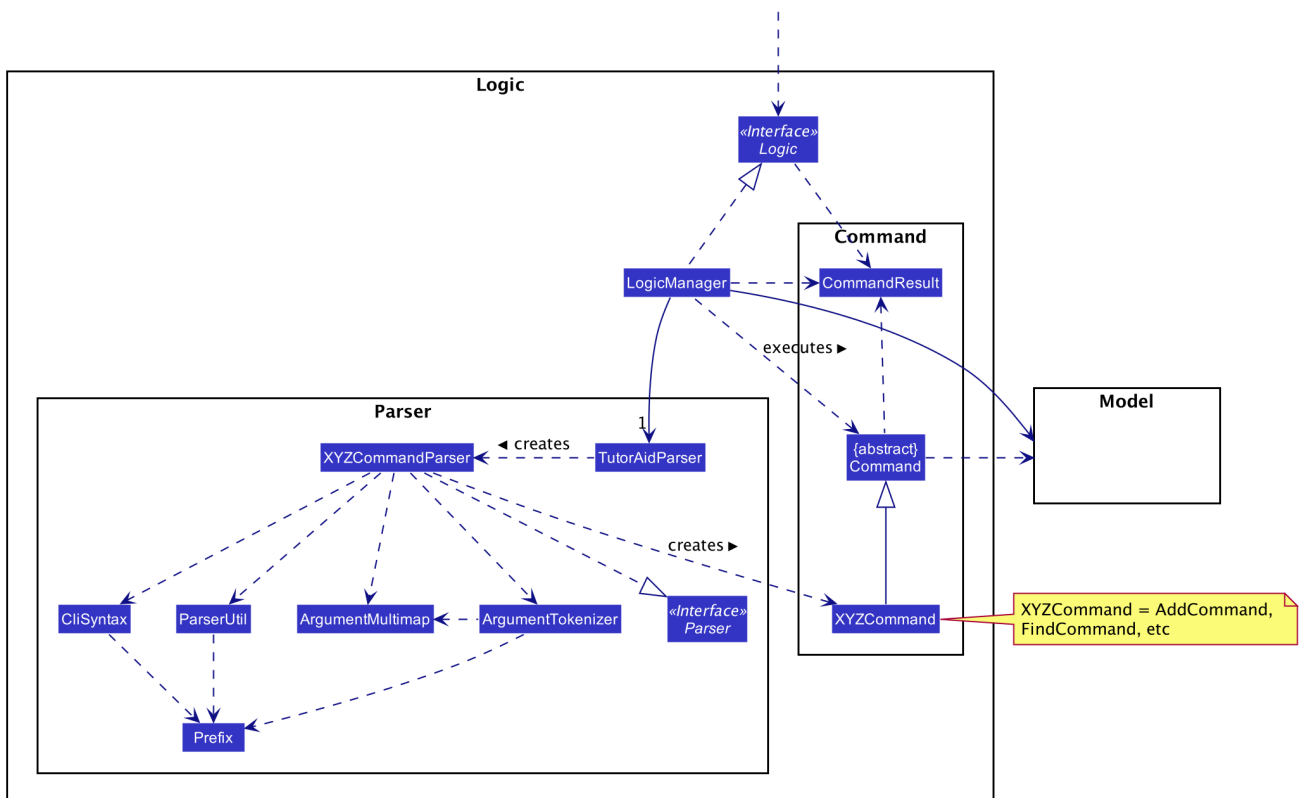 Logic
«Interface»
Logic
Command
LogicManager
CommandResult
executes ►
Model
Parser
1
{abstract}
Command
XYZCommandParser
◄ creates
TutorAidParser
creates ►
CliSyntax
ParserUtil
ArgumentMultimap
ArgumentTokenizer
«Interface»
Parser
XYZCommand
XYZCommand = AddCommand,
FindCommand, etc
Prefix